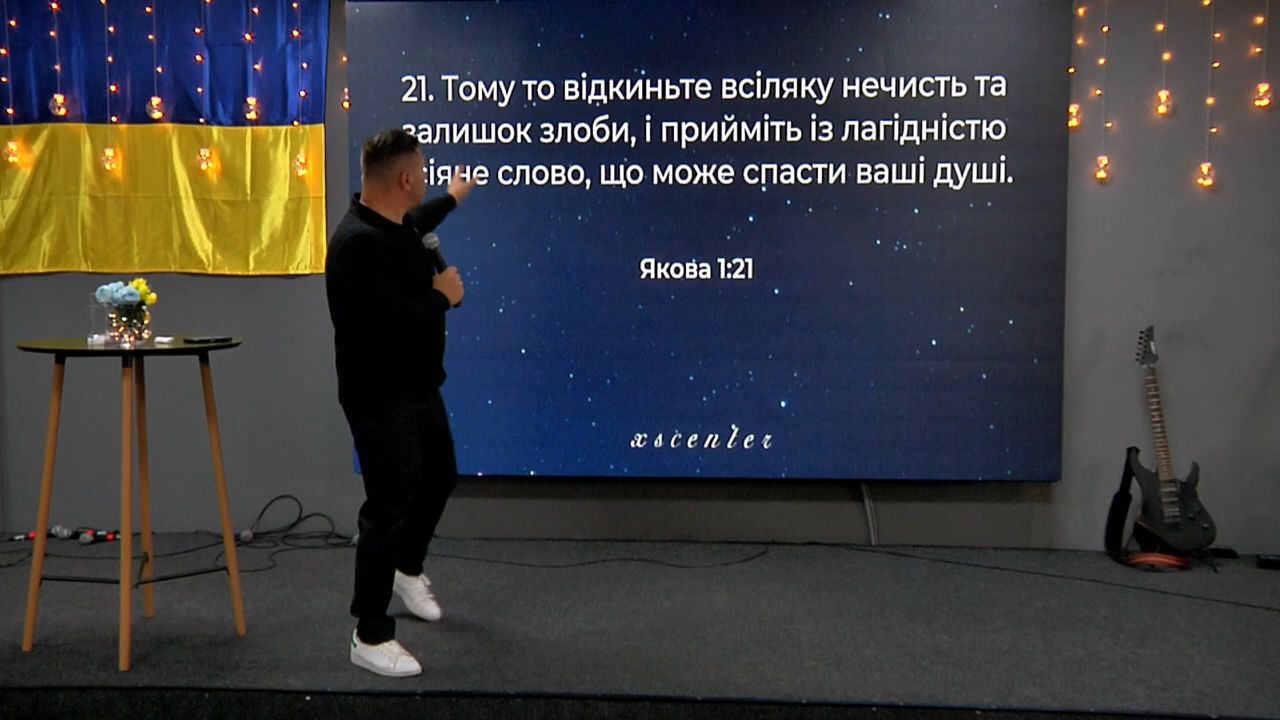 21. Тому то відкиньте всіляку нечисть та
залишок злоби, і прийміть із лагідністю
слово, що може спасти ваші душі.
Якова 1:21
xscenter